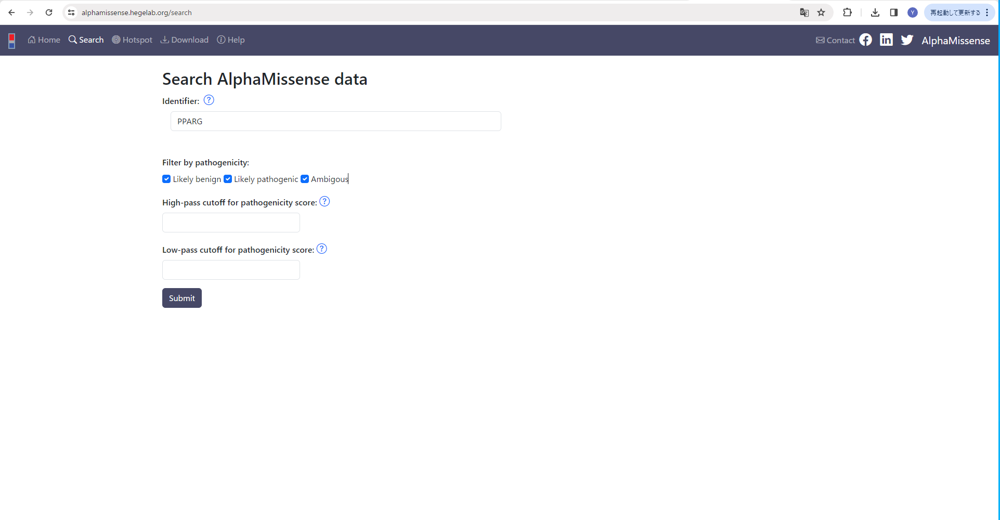 alphamissense.hegelab.org/search
Y
再起動して更新する
Home Search Hotspot Download Help Contact AlphaMissense
Search AlphaMissense data
Identifier: ?
PPARG
Filter by pathogenicity:
Likely benign Likely pathogenic Ambigous
High-pass cutoff for pathogenicity score: ?
Low-pass cutoff for pathogenicity score: ?
Submit